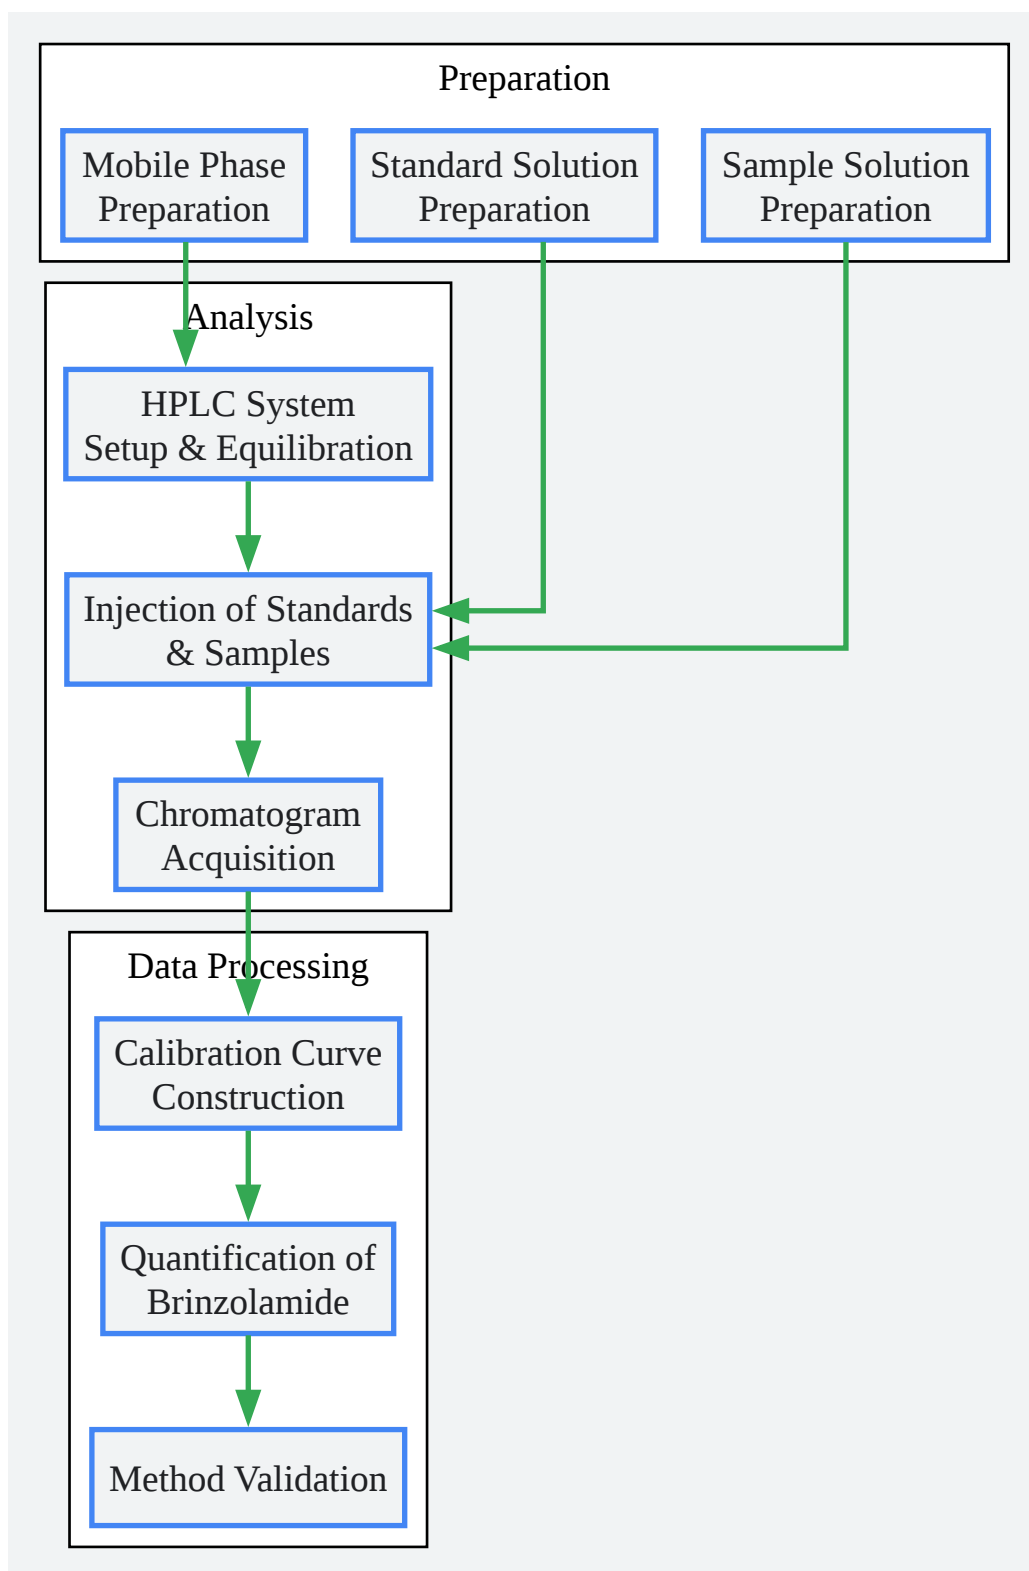 Preparation
Mobile Phase
Preparation
Standard Solution
Preparation
Sample Solution
Preparation
Analysis
HPLC System
Setup & Equilibration
Injection of Standards
& Samples
Chromatogram
Acquisition
Data Processing
Calibration Curve
Construction
Quantification of
Brinzolamide
Method Validation